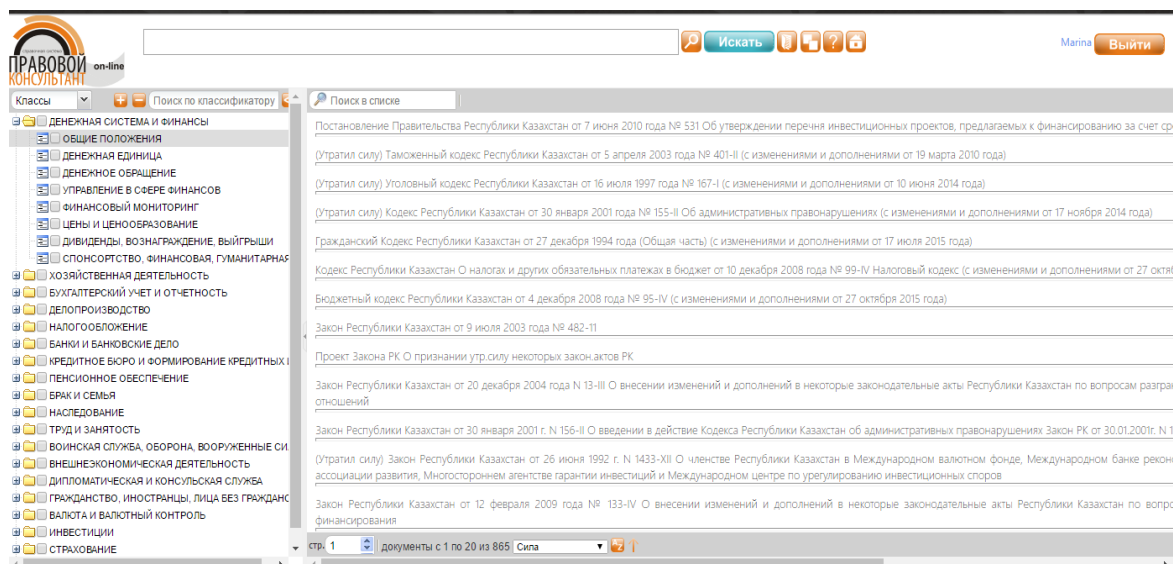 ПРАВОВОЙ on-line
КОНСУЛЬТАНТ
Искать
?
Marina
Выйти
Классы
Поиск по классификатору
Поиск в списке
ДЕНЕЖНАЯ СИСТЕМА И ФИНАНСЫ
ОБЩИЕ ПОЛОЖЕНИЯ
ДЕНЕЖНАЯ ЕДИНИЦА
ДЕНЕЖНОЕ ОБРАЩЕНИЕ
УПРАВЛЕНИЕ В СФЕРЕ ФИНАНСОВ
ФИНАНСОВЫЙ МОНИТОРИНГ
ЦЕНЫ И ЦЕНООБРАЗОВАНИЕ
ДИВИДЕНДЫ, ВОЗНАГРАЖДЕНИЕ, ВЫЙГРЫШИ
СПОНСОРТСТВО, ФИНАНСОВАЯ, ГУМАНИТАРНАЯ
ХОЗЯЙСТВЕННАЯ ДЕЯТЕЛЬНОСТЬ
БУХГАЛТЕРСКИЙ УЧЕТ И ОТЧЕТНОСТЬ
ДЕЛОПРОИЗВОДСТВО
НАЛОГООБЛОЖЕНИЕ
БАНКИ И БАНКОВСКИЕ ДЕЛО
КРЕДИТНОЕ БЮРО И ФОРМИРОВАНИЕ КРЕДИТНЫХ
ПЕНСИОННОЕ ОБЕСПЕЧЕНИЕ
БРАК И СЕМЬЯ
НАСЛЕДОВАНИЕ
ТРУД И ЗАНЯТОСТЬ
ВОИНСКАЯ СЛУЖБА, ОБОРОНА, ВООРУЖЕННЫЕ СИ
ВНЕШНЕЭКОНОМИЧЕСКАЯ ДЕЯТЕЛЬНОСТЬ
ДИПЛОМАТИЧЕСКАЯ И КОНСУЛЬСКАЯ СЛУЖБА
ГРАЖДАНСТВО, ИНОСТРАНЦЫ, ЛИЦА БЕЗ ГРАЖДАНС
ВАЛЮТА И ВАЛЮТНЫЙ КОНТРОЛЬ
ИНВЕСТИЦИИ
СТРАХОВАНИЕ
Постановление Правительства Республики Казахстан от 7 июня 2010 года № 531 Об утверждении перечня инвестиционных проектов, предлагаемых к финансированию за счет ср
(Утратил силу) Таможенный кодекс Республики Казахстан от 5 апреля 2003 года № 401-II (с изменениями и дополнениями от 19 марта 2010 года)
(Утратил силу) Уголовный кодекс Республики Казахстан от 16 июля 1997 года № 167-I (с изменениями и дополнениями от 10 июня 2014 года)
(Утратил силу) Кодекс Республики Казахстан от 30 января 2001 года № 155-II Об административных правонарушениях (с изменениями и дополнениями от 17 ноября 2014 года)
Гражданский Кодекс Республики Казахстан от 27 декабря 1994 года (Общая часть) (с изменениями и дополнениями от 17 июля 2015 года)
Кодекс Республики Казахстан О налогах и других обязательных платежах в бюджет от 10 декабря 2008 года № 99-IV Налоговый кодекс (с изменениями и дополнениями от 27 октя
Бюджетный кодекс Республики Казахстан от 4 декабря 2008 года № 95-IV (с изменениями и дополнениями от 27 октября 2015 года)
Закон Республики Казахстан от 9 июля 2003 года № 482-11
Проект Закона РК О признании утр.силу некоторых закон.актов РК
Закон Республики Казахстан от 20 декабря 2004 года N 13-III О внесении изменений и дополнений в некоторые законодательные акты Республики Казахстан по вопросам разгра
отношений
Закон Республики Казахстан от 30 января 2001 г. N 156-II О введении в действие Кодекса Республики Казахстан об административных правонарушениях Закон РК от 30.01.2001г. N 1
(Утратил силу) Закон Республики Казахстан от 26 июня 1992 г. N 1433-XII О членстве Республики Казахстан в Международном валютном фонде, Международном банке рекон
ассоциации развития, Многостороннем агентстве гарантии инвестиций и Международном центре по урегулированию инвестиционных споров
Закон Республики Казахстан от 12 февраля 2009 года № 133-IV О внесении изменений и дополнений в некоторые законодательные акты Республики Казахстан по вопро
финансирования
стр. 1 документы с 1 по 20 из 865 Сила